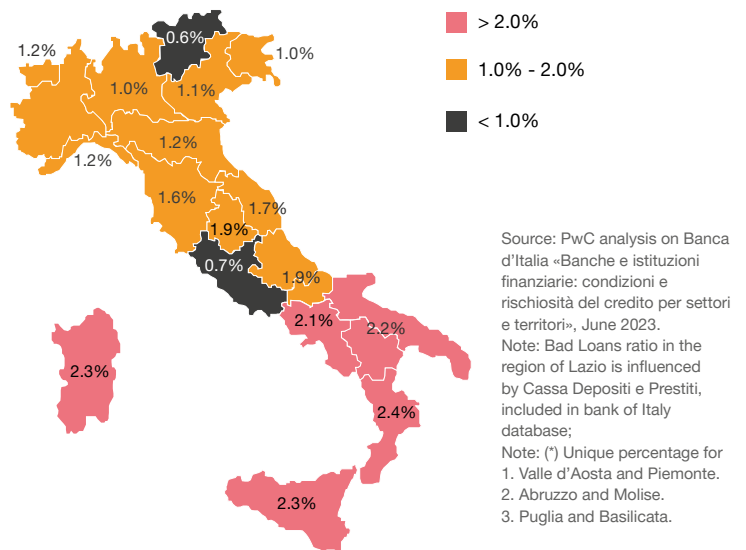 > 2.0%
1.0% - 2.0%
< 1.0%
0.6%
1.2%
1.0%
1.0%
1.1%
1.2%
1.2%
1.6%
1.7%
1.9%
0.7%
1.9%
2.1%
2.2%
2.3%
2.4%
2.3%
Source: PwC analysis on Banca
d'Italia «Banche e istituzioni
finanziarie: condizioni e
rischiosità del credito per settori
e territori», June 2023.
Note: Bad Loans ratio in the
region of Lazio is influenced
by Cassa Depositi e Prestiti,
included in bank of Italy
database;
Note: (*) Unique percentage for
1. Valle d'Aosta and Piemonte.
2. Abruzzo and Molise.
3. Puglia and Basilicata.